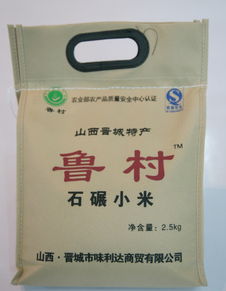 农业部农产品质量安全中心认证
鲁村
山西晋城特产
鲁村™
石碾小米
净含量：2.5kg
山西·晋城市味利达商贸有限公司